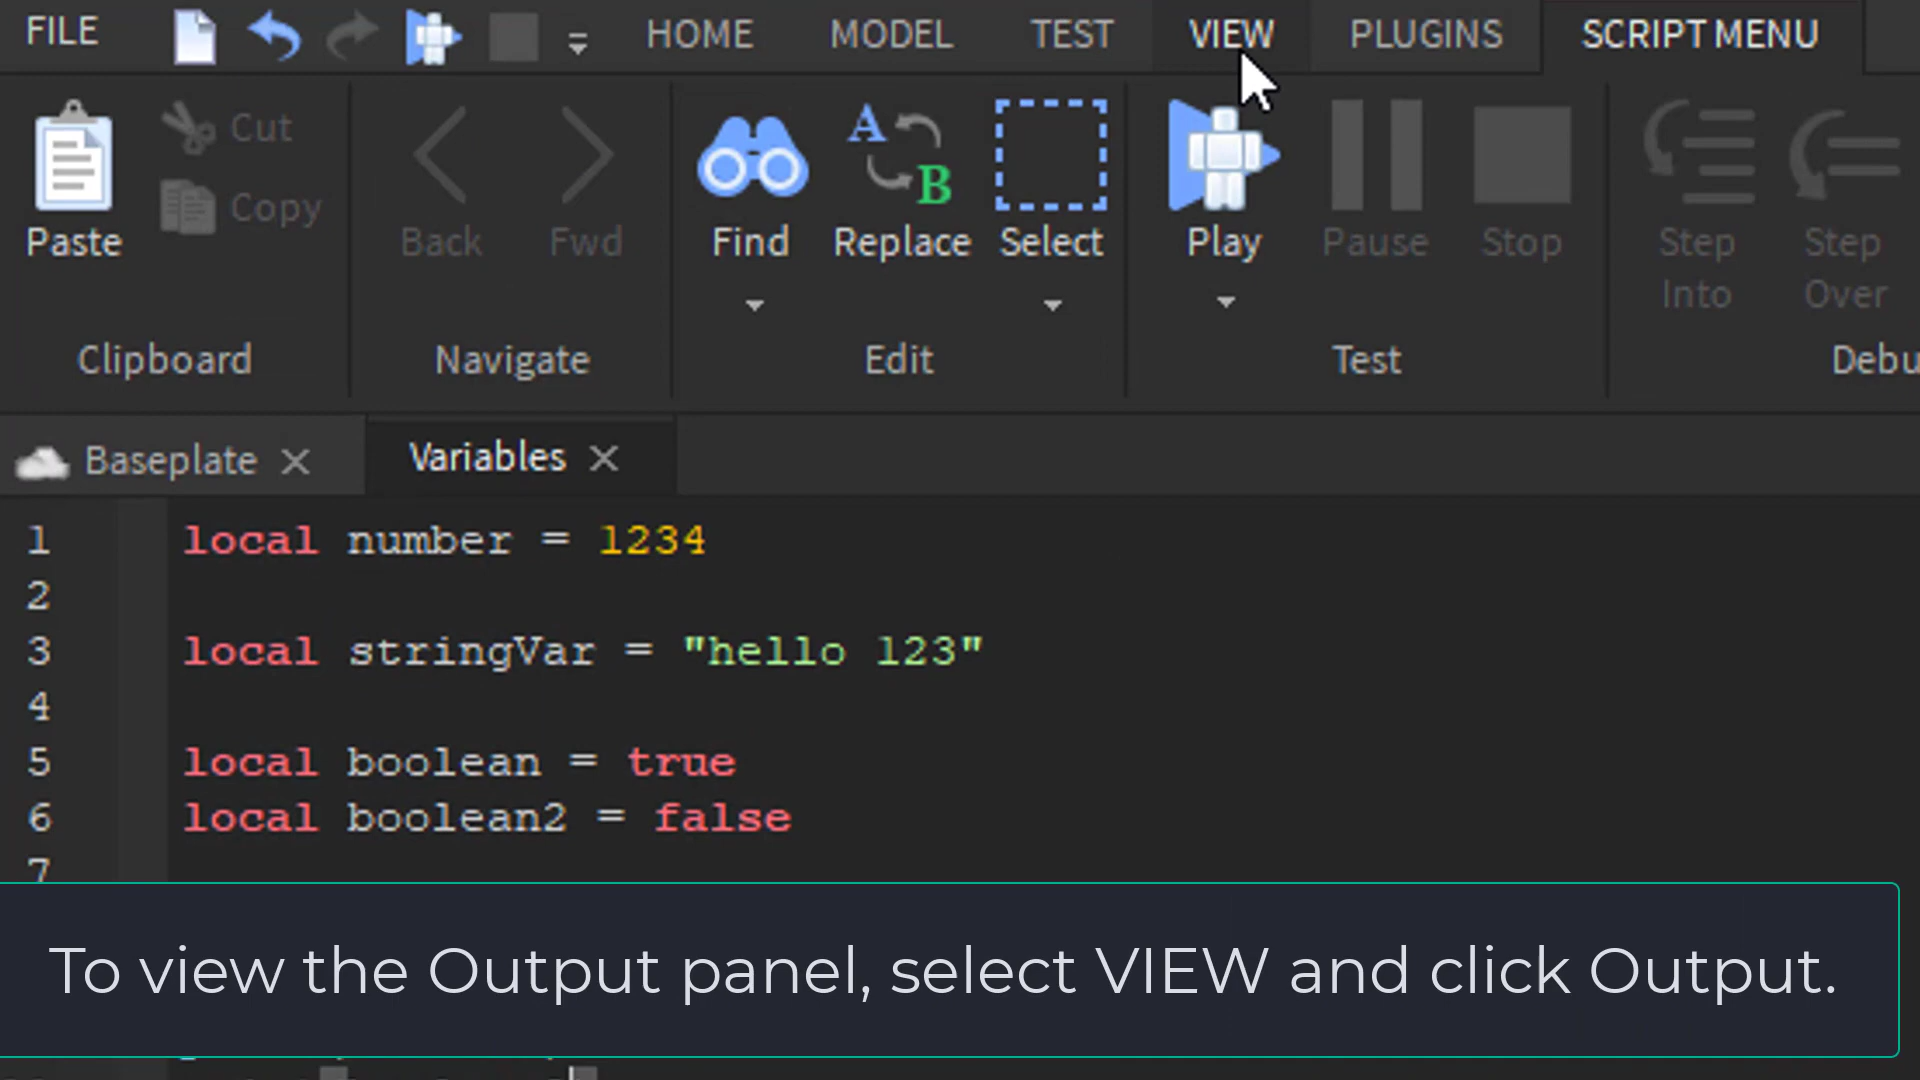 FILE HOME MODEL TEST VIEW PLUGINS SCRIPT MENU
A B
Cut
Copy
Paste Back Fwd Find Replace Select Play Pause Stop Step Into Step Over
Clipboard Navigate Edit Test Debu
Baseplate Variables
1 local number = 1234
2
3 local stringVar = "hello 123"
4
5 local boolean = true
6 local boolean2 = false
7
To view the Output panel, select VIEW and click Output.